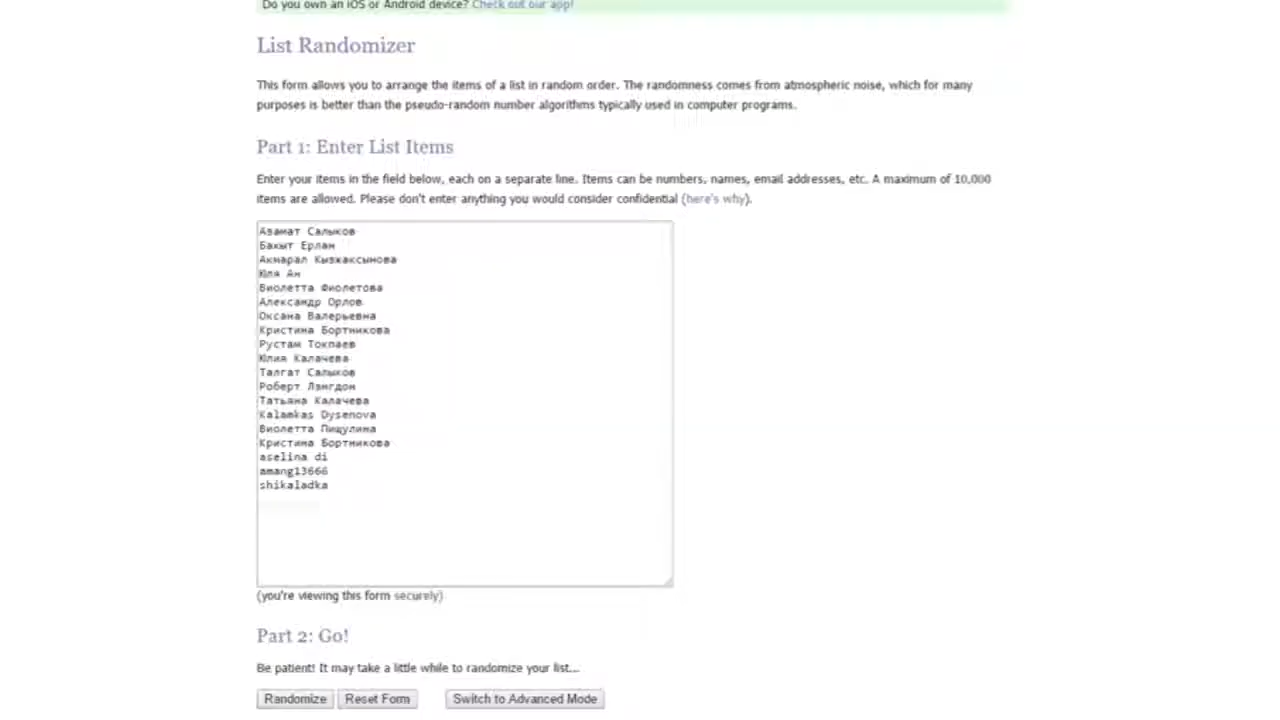 Do you own an iOS or Android device? Check out our app!
List Randomizer
This form allows you to arrange the items of a list in random order. The randomness comes from atmospheric noise, which for many
purposes is better than the pseudo-random number algorithms typically used in computer programs.
Part 1: Enter List Items
Enter your items in the field below, each on a separate line. Items can be numbers, names, email addresses, etc. A maximum of 10,000
items are allowed. Please don't enter anything you would consider confidential (here's why).
Азамат Салыков
Бакыт Ерлан
Акмарал Кызжаксынова
Юля Ан
Виолетта Фиолетова
Александр Орлов
Оксана Валерьевна
Кристина Бортникова
Рустам Токпаев
Юлия Калачева
Талгат Салыков
Роберт Лэнгдон
Татьяна Калачева
Kalamkas Dysenova
Виолетта Пищулина
Кристина Бортникова
aselina di
amang13666
shikaladka
(you're viewing this form securely)
Part 2: Go!
Be patient! It may take a little while to randomize your list...
Randomize Reset Form Switch to Advanced Mode